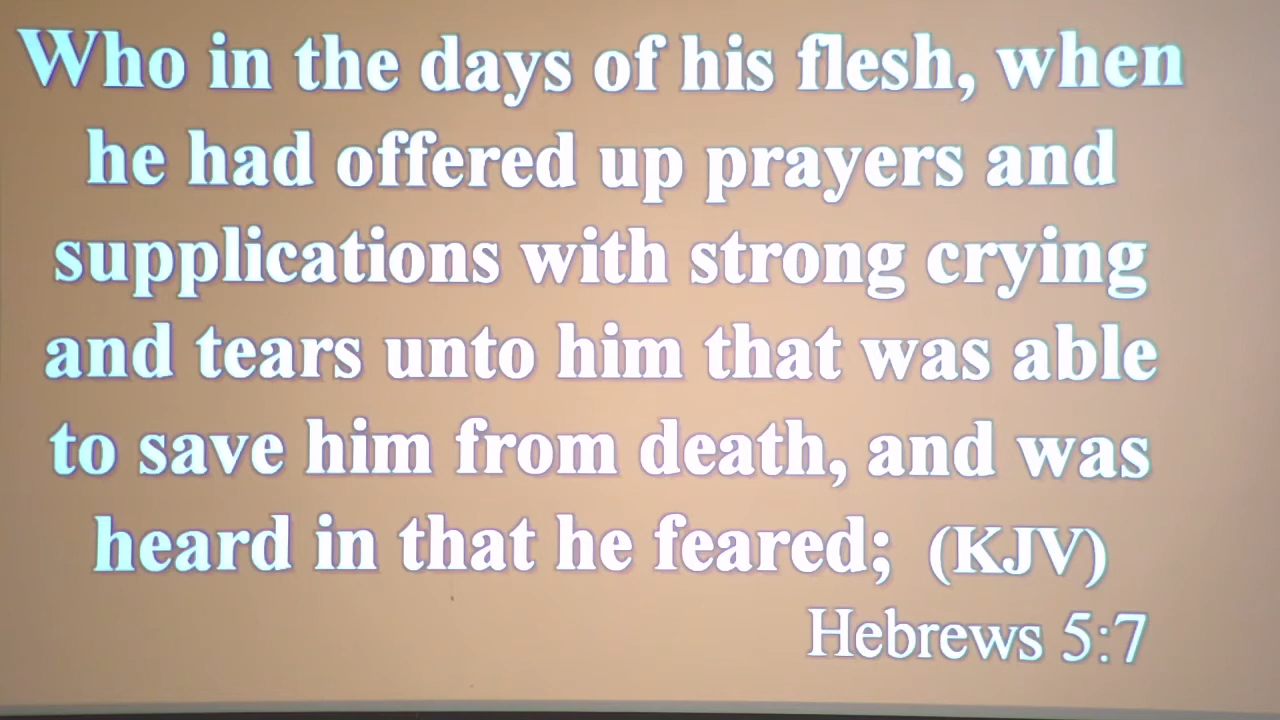 Who in the days of his flesh, when
he had offered up prayers and
supplications with strong crying
and tears unto him that was able
to save him from death, and was
heard in that he feared; (KJV)
Hebrews 5:7